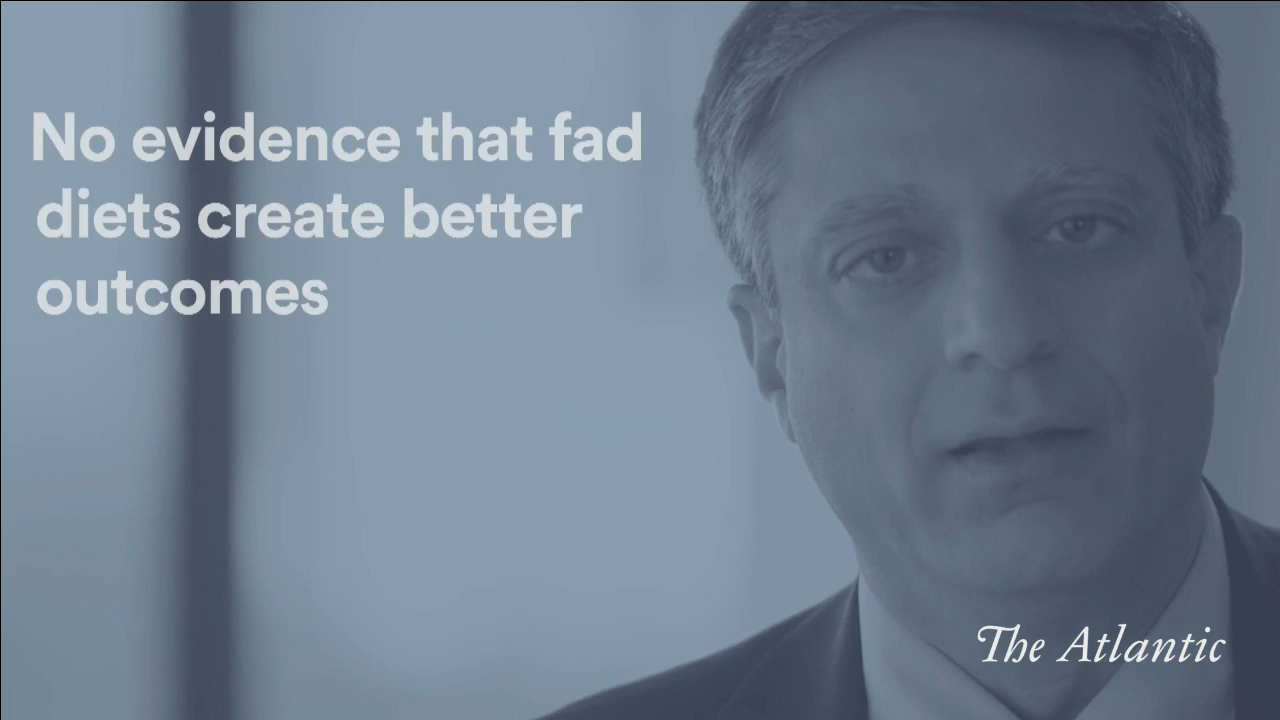 No evidence that fad
diets create better
outcomes
The Atlantic